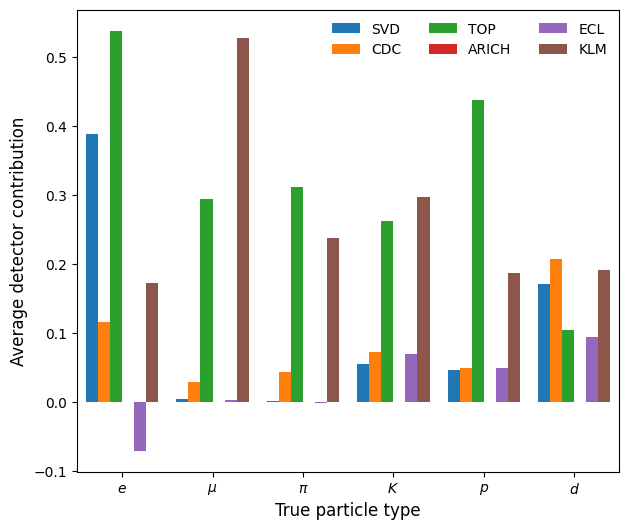 SVD
CDC
TOP
ARICH
ECL
KLM
Average detector contribution
0.5
0.4
0.3
0.2
0.1
0.0
−0.1
e
μ
π
K
p
d
True particle type